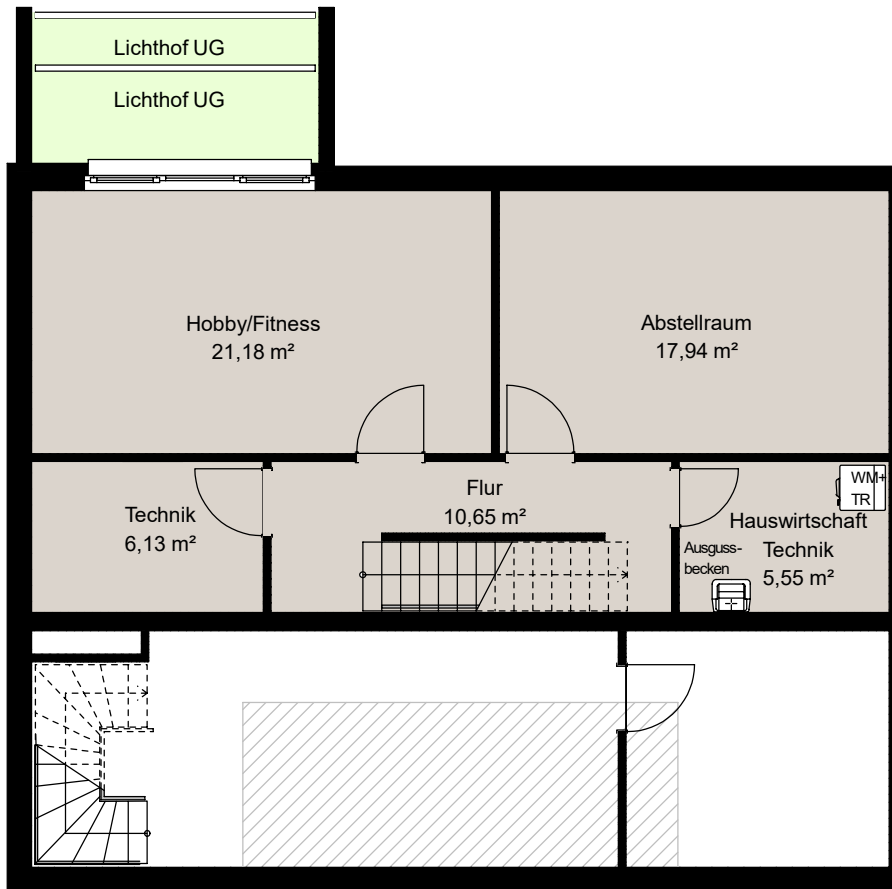 Lichthof UG
Lichthof UG
Hobby/Fitness
21,18 m²
Abstellraum
17,94 m²
Technik
6,13 m²
Flur
10,65 m²
WM+
TR
Hauswirtschaft
Technik
5,55 m²
Ausguss-
becken